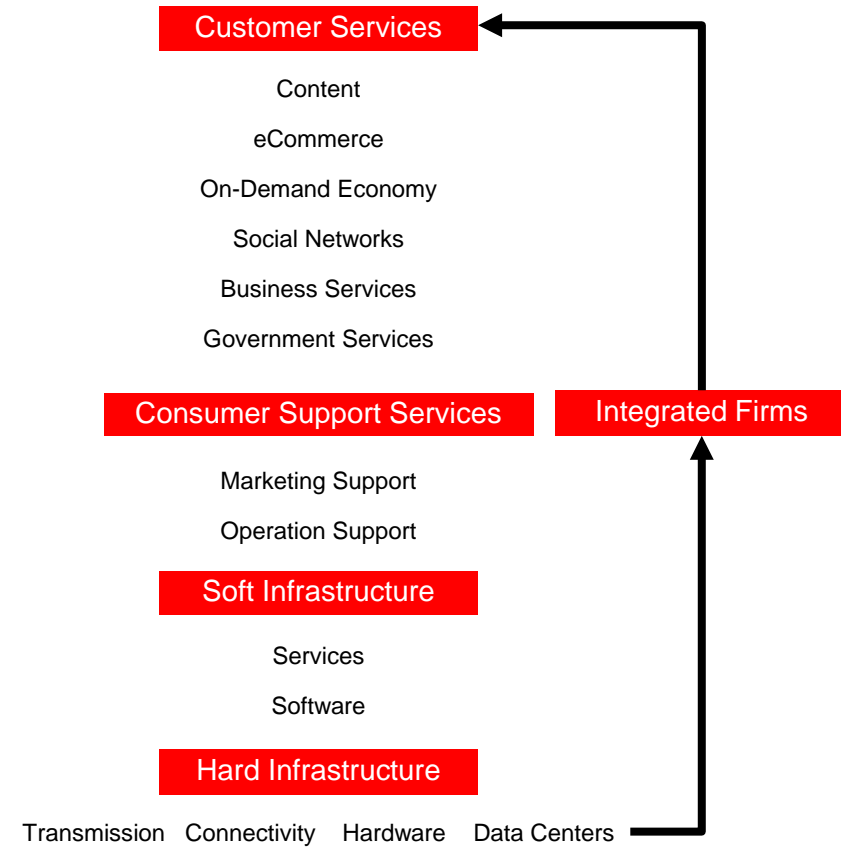 Customer Services
Content
eCommerce
On-Demand Economy
Social Networks
Business Services
Government Services
Consumer Support Services
Integrated Firms
Marketing Support
Operation Support
Soft Infrastructure
Services
Software
Hard Infrastructure
Transmission Connectivity Hardware Data Centers